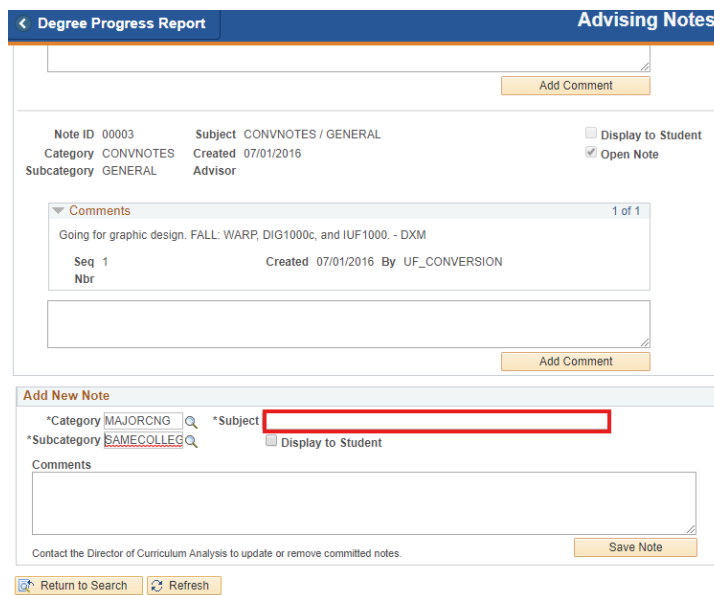 Degree Progress Report
Advising Notes
Add Comment
Note ID 00003 Subject CONVNOTES / GENERAL Display to Student
Category CONVNOTES Created 07/01/2016 Open Note
Subcategory GENERAL Advisor
Comments 1 of 1
Going for graphic design. FALL: WARP, DIG1000c, and IUF1000. - DXM
Seq 1 Created 07/01/2016 By UF_CONVERSION
Nbr
Add Comment
Add New Note
*Category MAJORCNG *Subject
*Subcategory SAMECOLLEG Display to Student
Comments
Contact the Director of Curriculum Analysis to update or remove committed notes. Save Note
Return to Search Refresh